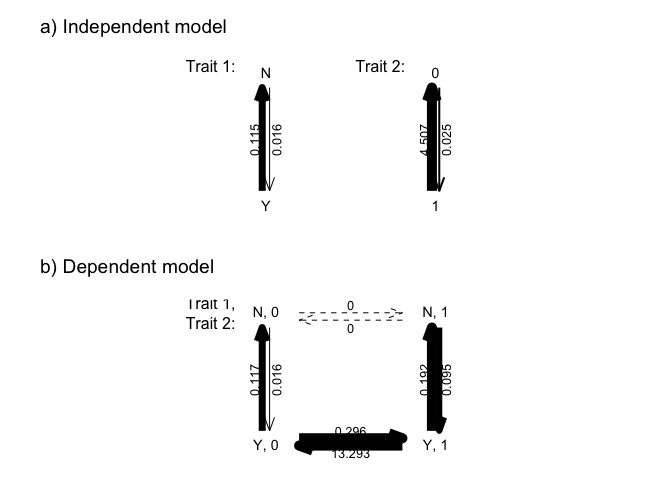 a) Independent model
Trait 1:
N
Trait 2:
0
0.115
0.016
4.507
0.025
Y
1
b) Dependent model
Trait 1,
Trait 2:
N, 0
0
0
N, 1
0.117
0.016
0.192
0.095
Y, 0
0.296
13.293
Y, 1